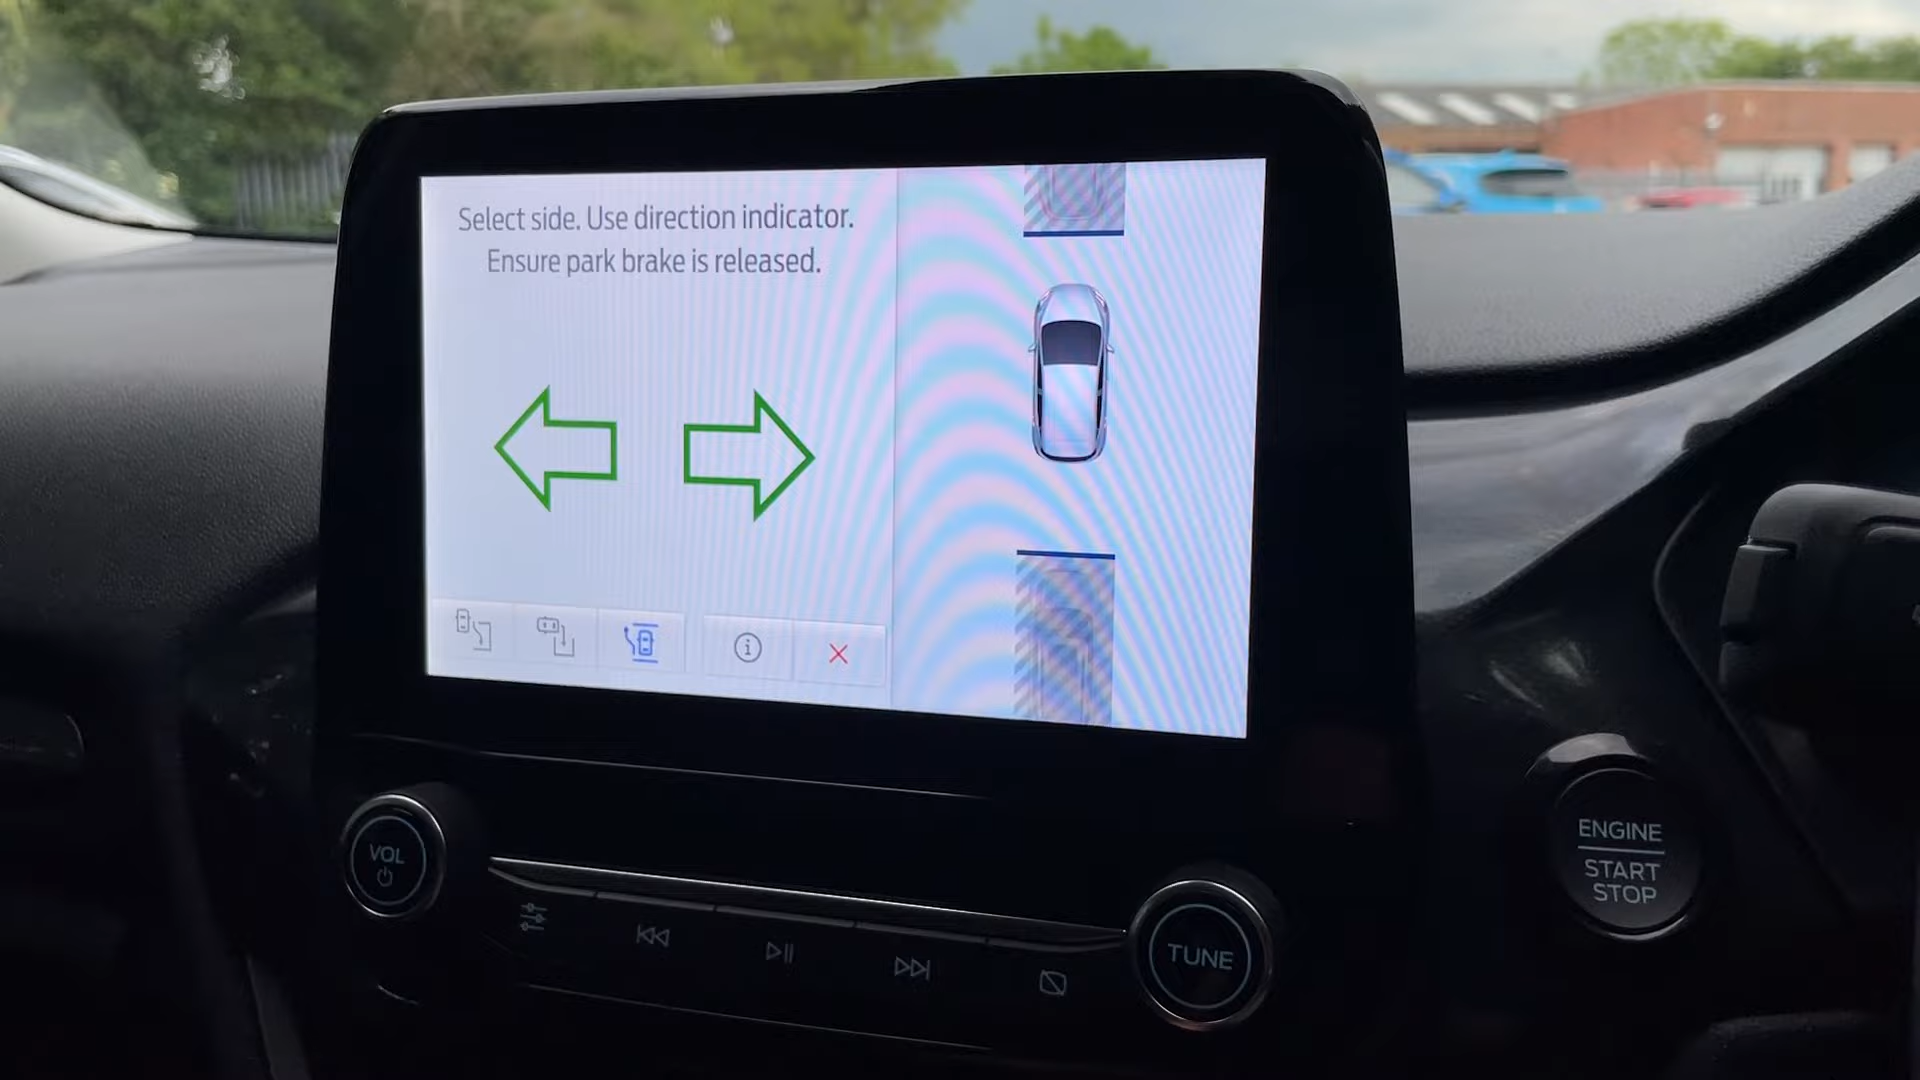 Select side. Use direction indicator.
Ensure park brake is released.
VOL
TUNE
ENGINE
START
STOP